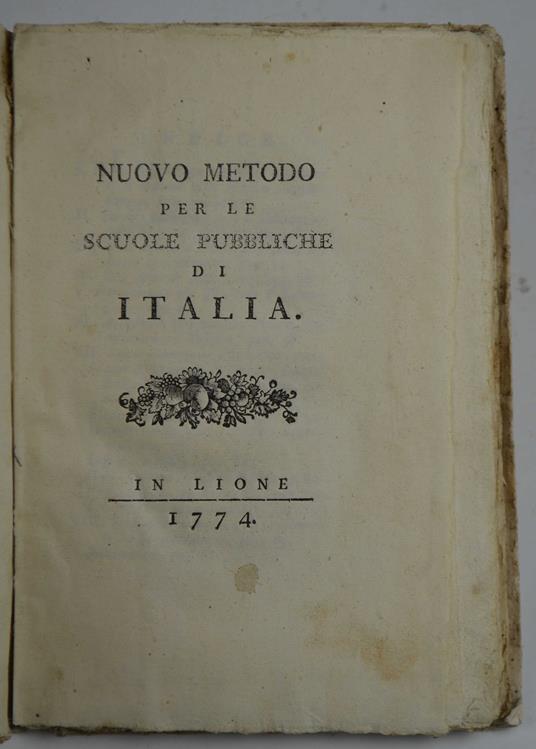 NUOVO METODO
PER LE
SCUOLE PUBBLICHE
DI
ITALIA.
IN LIONE
1774.